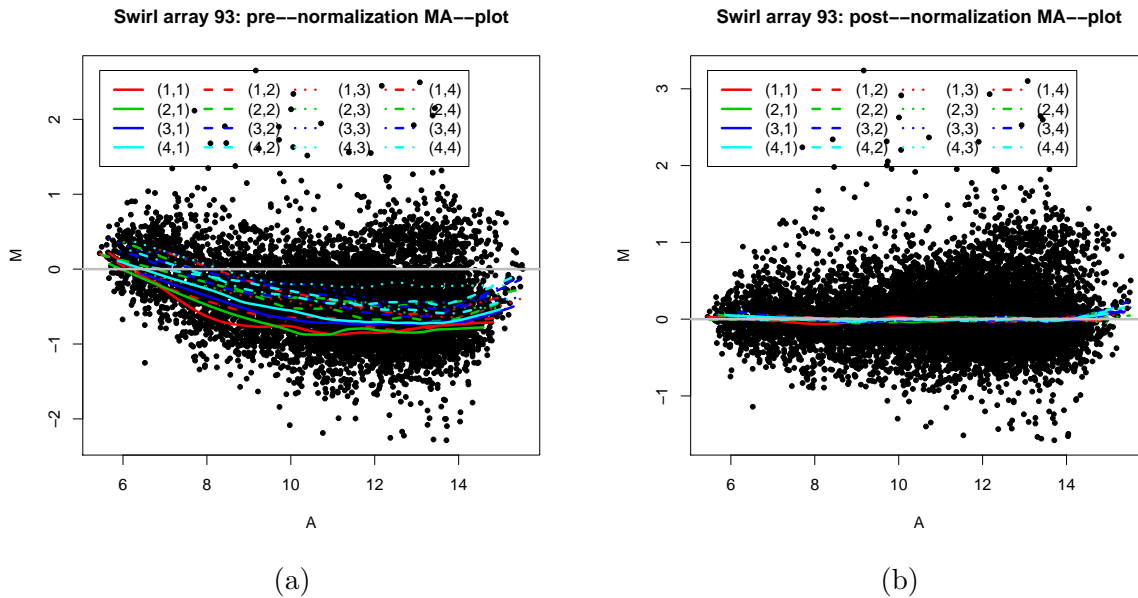 Swirl array 93: pre−−normalization MA−−plot
(1,1) (1,2) (1,3) (1,4)
(2,1) (2,2) (2,3) (2,4)
(3,1) (3,2) (3,3) (3,4)
(4,1) (4,2) (4,3) (4,4)
2
1
0
−1
−2
M
6 8 10 12 14
A
(a)
Swirl array 93: post−−normalization MA−−plot
(1,1) (1,2) (1,3) (1,4)
(2,1) (2,2) (2,3) (2,4)
(3,1) (3,2) (3,3) (3,4)
(4,1) (4,2) (4,3) (4,4)
3
2
1
0
−1
M
6 8 10 12 14
A
(b)